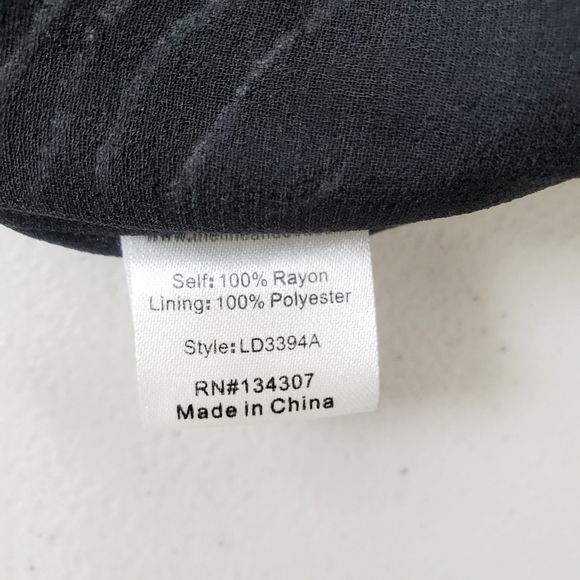 Self: 100% Rayon
Lining: 100% Polyester
Style: LD3394A
RN#134307
Made in China